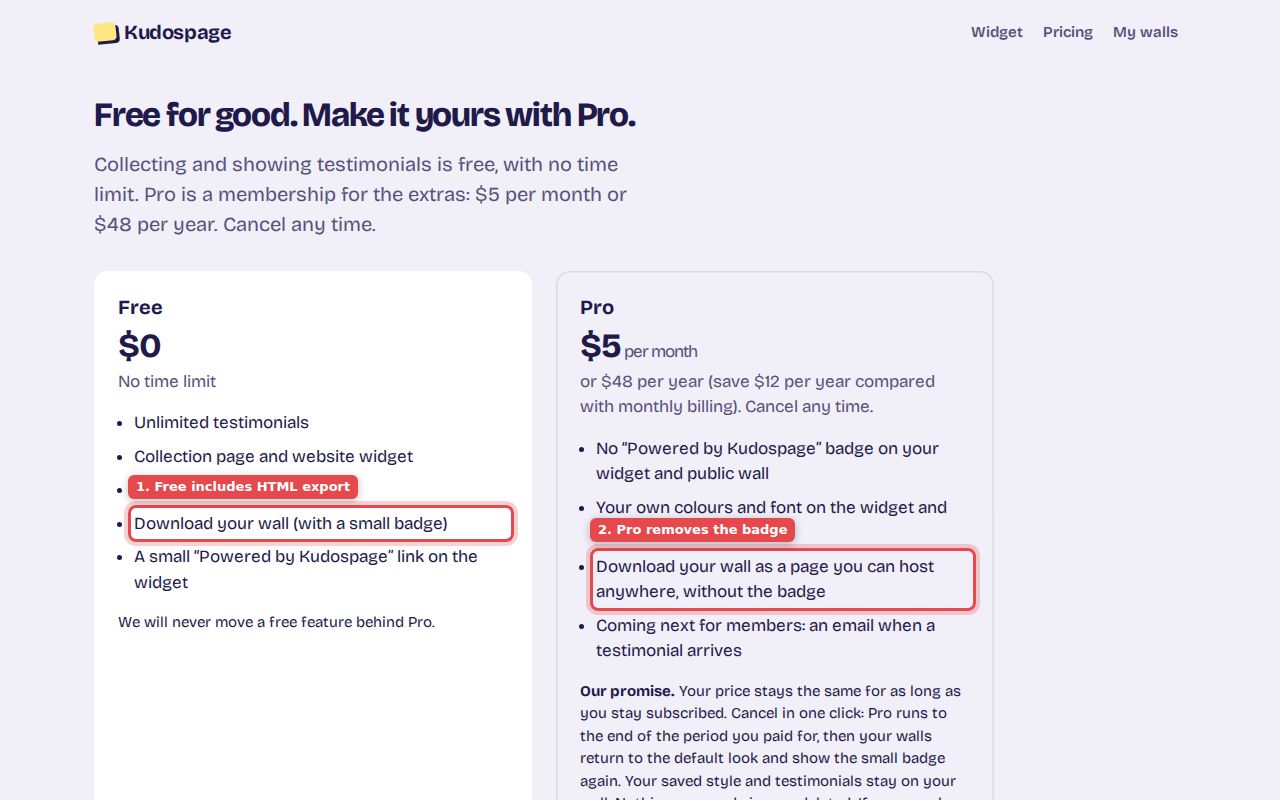 Kudospage
Widget Pricing My walls
Free for good. Make it yours with Pro.
Collecting and showing testimonials is free, with no time
limit. Pro is a membership for the extras: $5 per month or
$48 per year. Cancel any time.
Free
$0
No time limit
Unlimited testimonials
Collection page and website widget
1. Free includes HTML export
Download your wall (with a small badge)
A small “Powered by Kudospage” link on the
widget
We will never move a free feature behind Pro.
Pro
$5 per month
or $48 per year (save $12 per year compared
with monthly billing). Cancel any time.
No “Powered by Kudospage” badge on your
widget and public wall
Your own colours and font on the widget and
2. Pro removes the badge
Download your wall as a page you can host
anywhere, without the badge
Coming next for members: an email when a
testimonial arrives
Our promise. Your price stays the same for as long as
you stay subscribed. Cancel in one click: Pro runs to
the end of the period you paid for, then your walls
return to the default look and show the small badge
again. Your saved style and testimonials stay on your